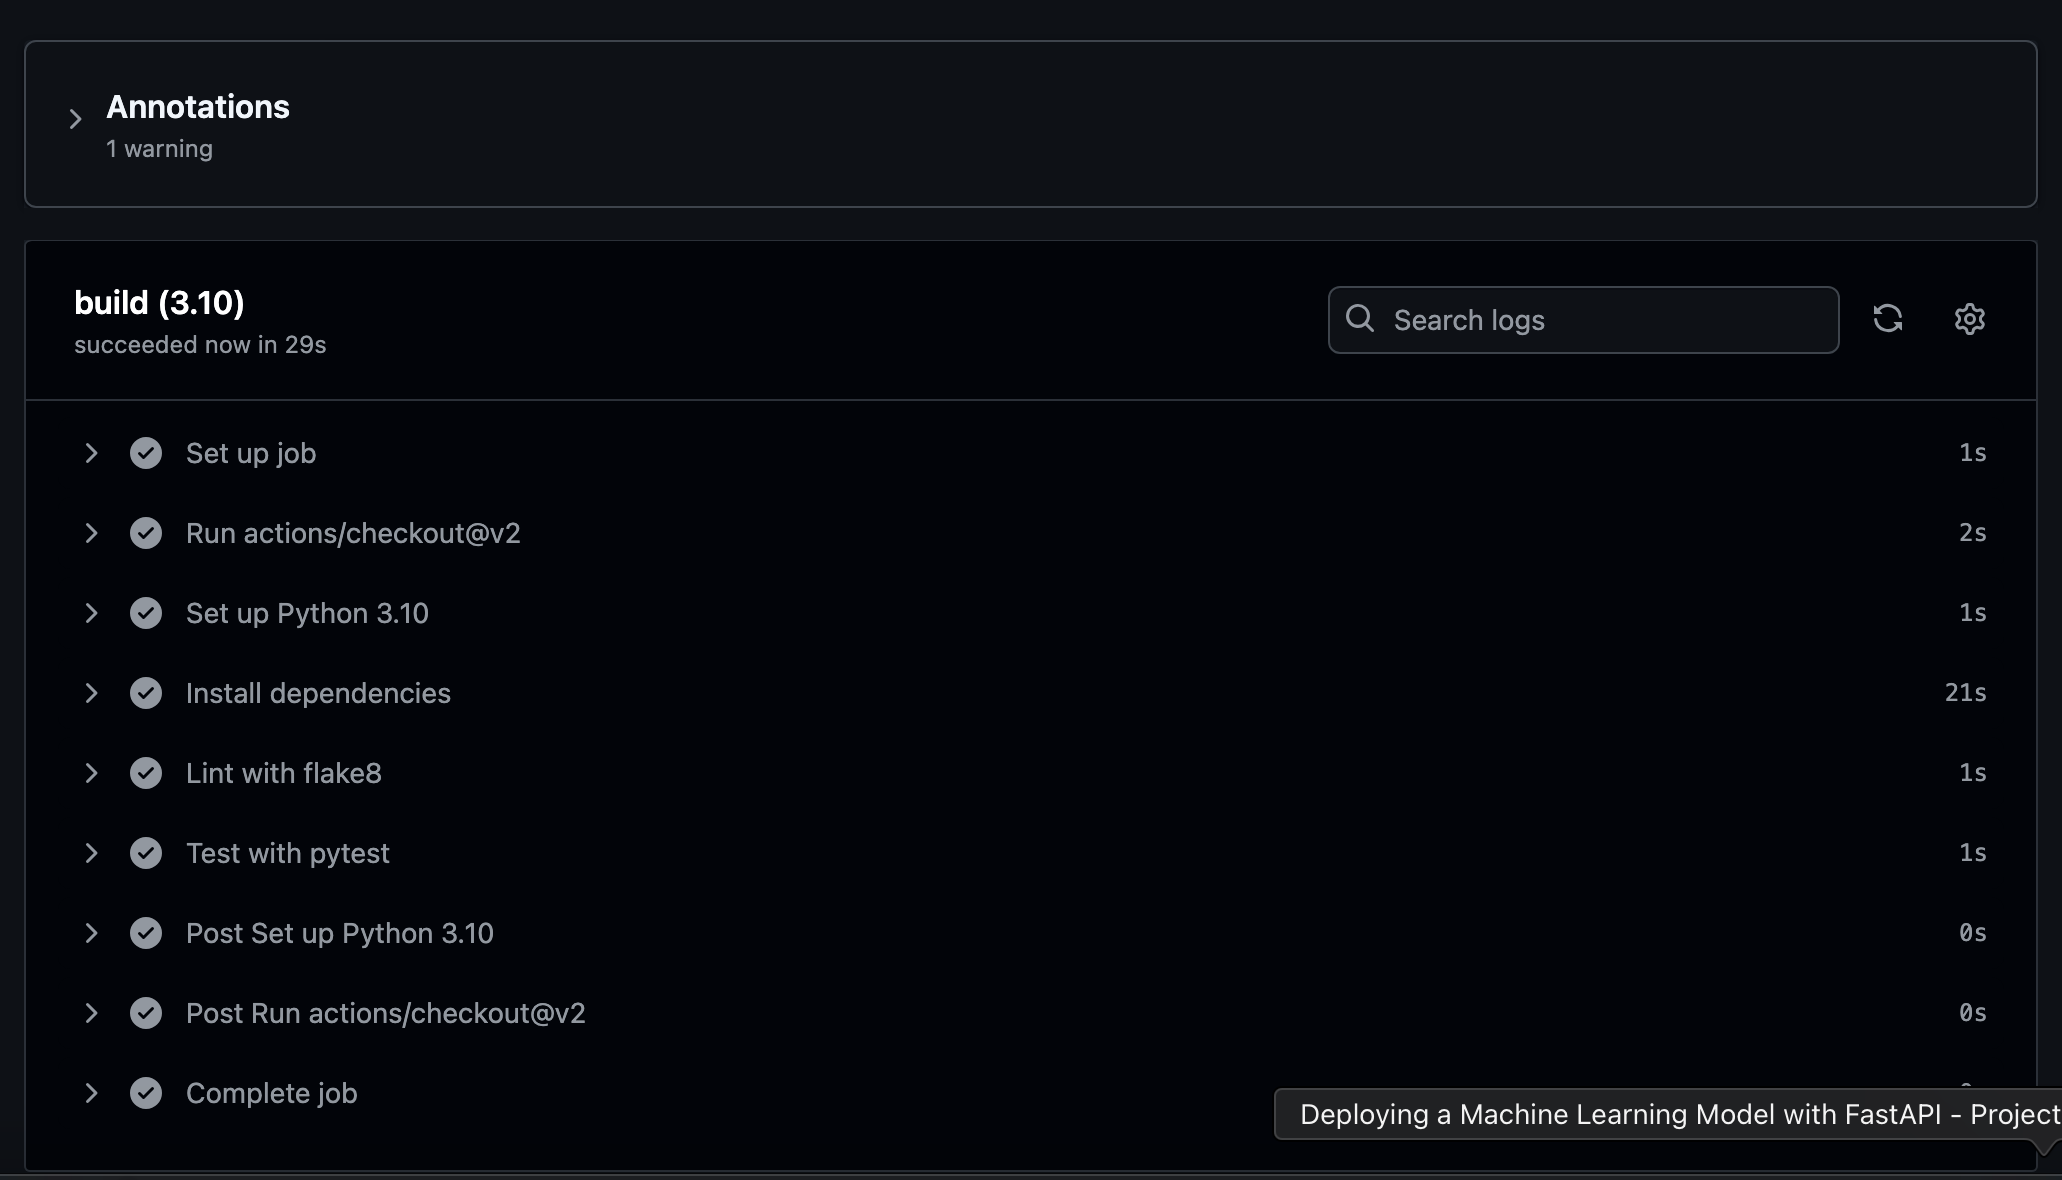 Annotations
1 warning
build (3.10)
succeeded now in 29s
Search logs
Set up job 1s
Run actions/checkout@v2 2s
Set up Python 3.10 1s
Install dependencies 21s
Lint with flake8 1s
Test with pytest 1s
Post Set up Python 3.10 0s
Post Run actions/checkout@v2 0s
Complete job
Deploying a Machine Learning Model with FastAPI - Project